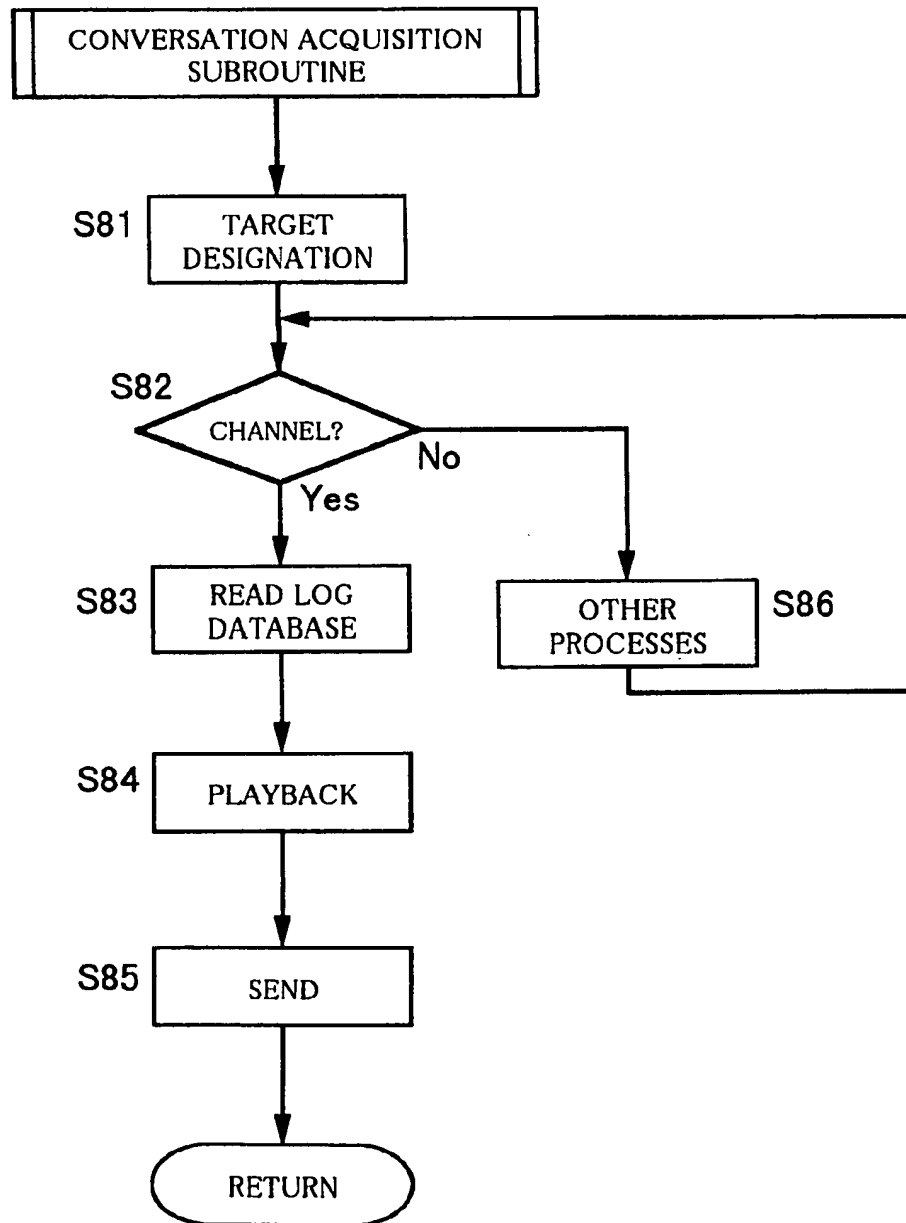 CONVERSATION ACQUISITION
SUBROUTINE
S81
TARGET
DESIGNATION
S82
CHANNEL?
No
Yes
S83
READ LOG
DATABASE
S86
OTHER
PROCESSES
S84
PLAYBACK
S85
SEND
RETURN